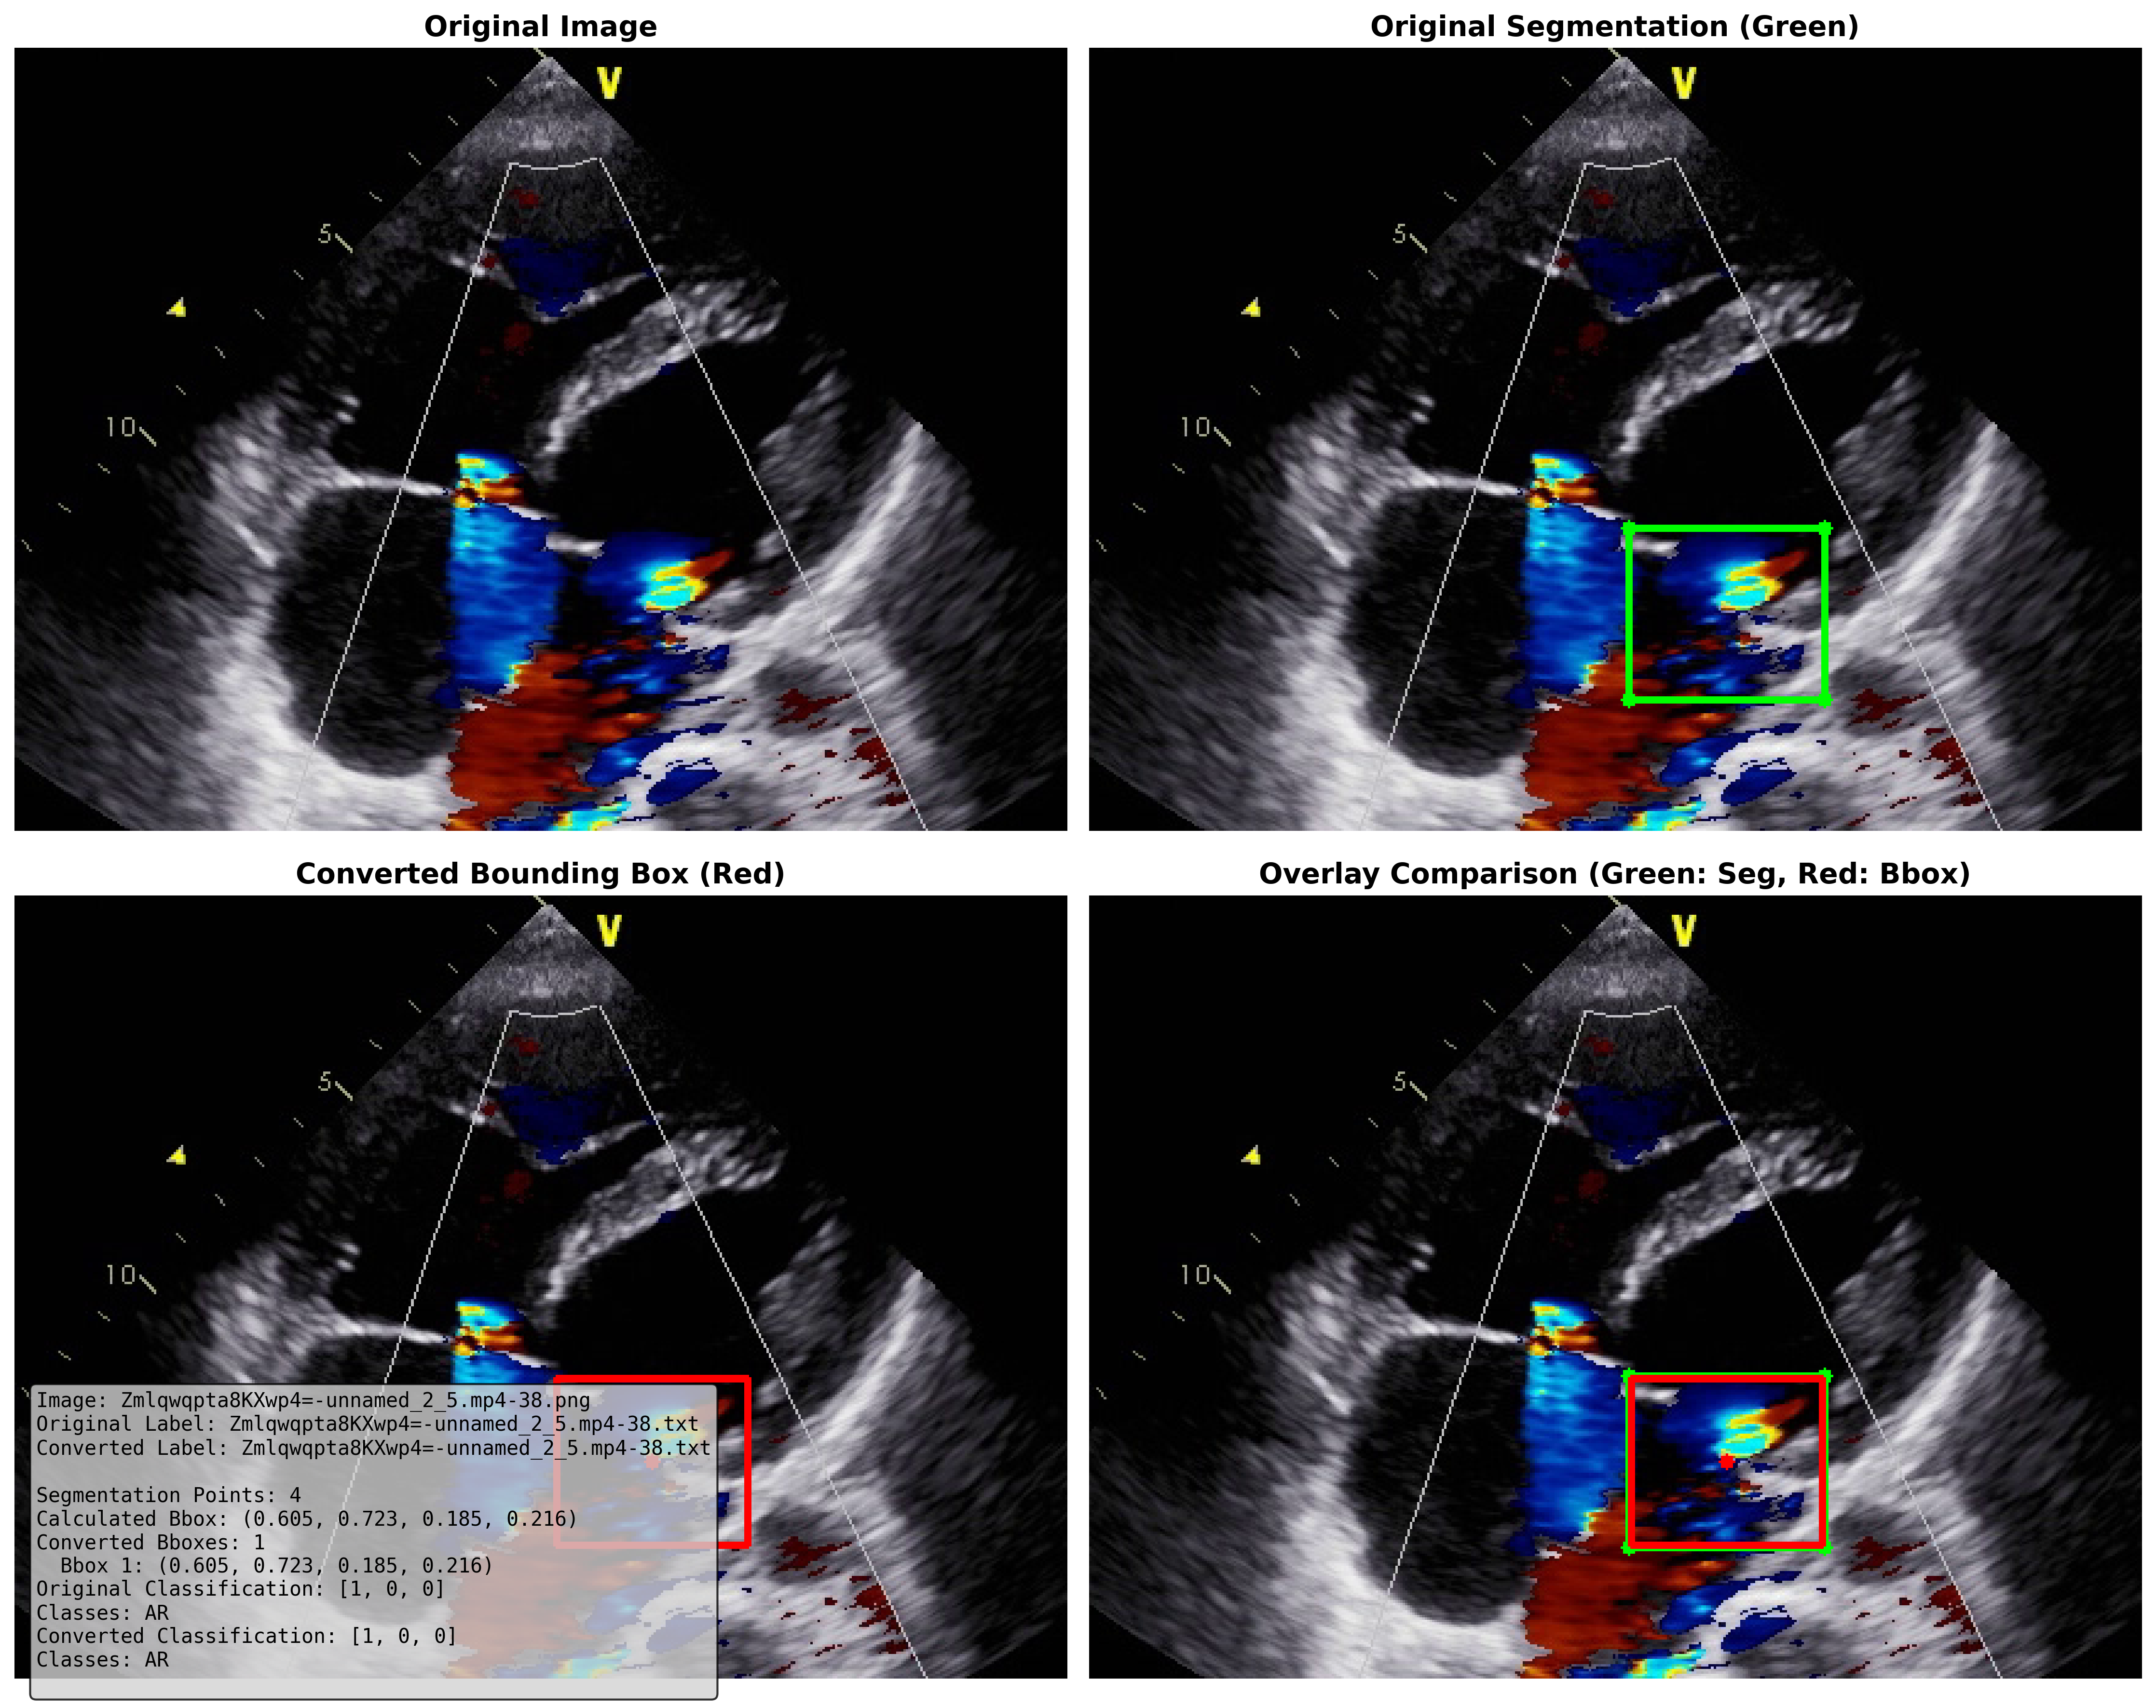 Original Image
Original Segmentation (Green)
V
5
10
V
5
10
Converted Bounding Box (Red)
Overlay Comparison (Green: Seg, Red: Bbox)
V
5
10
Image: Zmlqwqpta8KXwp4=-unnamed_2_5.mp4-38.png
Original Label: Zmlqwqpta8KXwp4=-unnamed_2_5.mp4-38.txt
Converted Label: Zmlqwqpta8KXwp4=-unnamed_2_5.mp4-38.txt
Segmentation Points: 4
Calculated Bbox: (0.605, 0.723, 0.185, 0.216)
Converted Bboxes: 1
Bbox 1: (0.605, 0.723, 0.185, 0.216)
Original Classification: [1, 0, 0]
Classes: AR
Converted Classification: [1, 0, 0]
Classes: AR
V
5
10